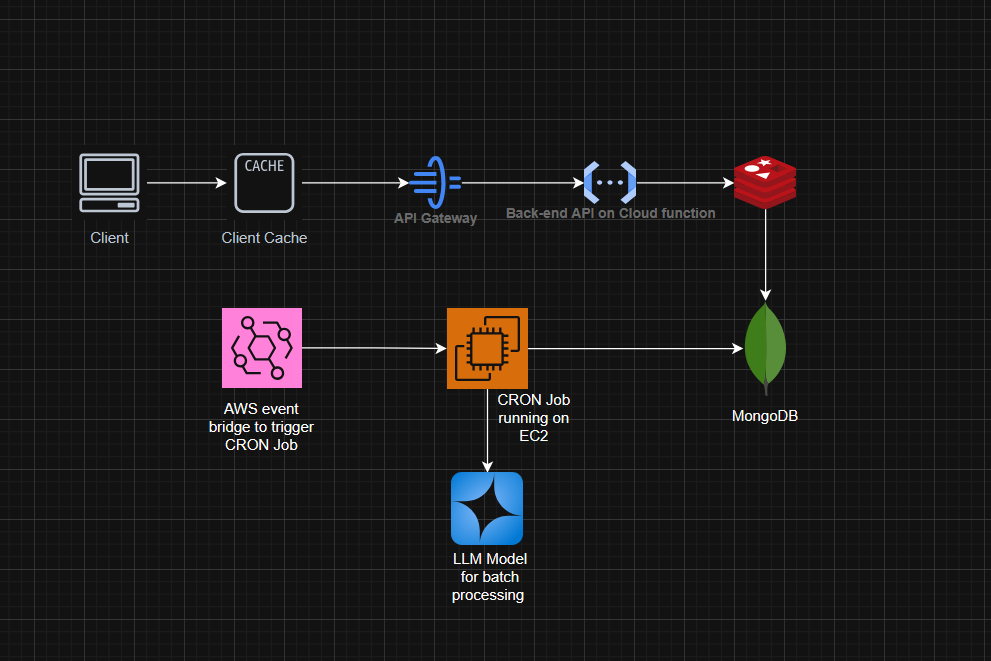 CACHE
Client
Client Cache
API Gateway
Back-end API on Cloud function
AWS event
bridge to trigger
CRON Job
CRON Job
running on
EC2
MongoDB
LLM Model
for batch
processing